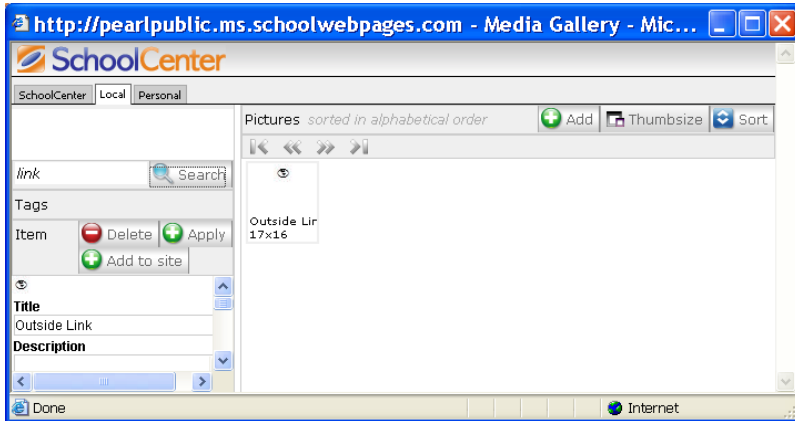 http://pearlpublic.ms.schoolwebpages.com - Media Gallery - Mic...
SchoolCenter
SchoolCenter Local Personal
Pictures sorted in alphabetical order Add Thumbsize Sort
link Search
Tags
Item Delete Apply
Add to site
Outside Lin
17x16
Title
Outside Link
Description
Done Internet